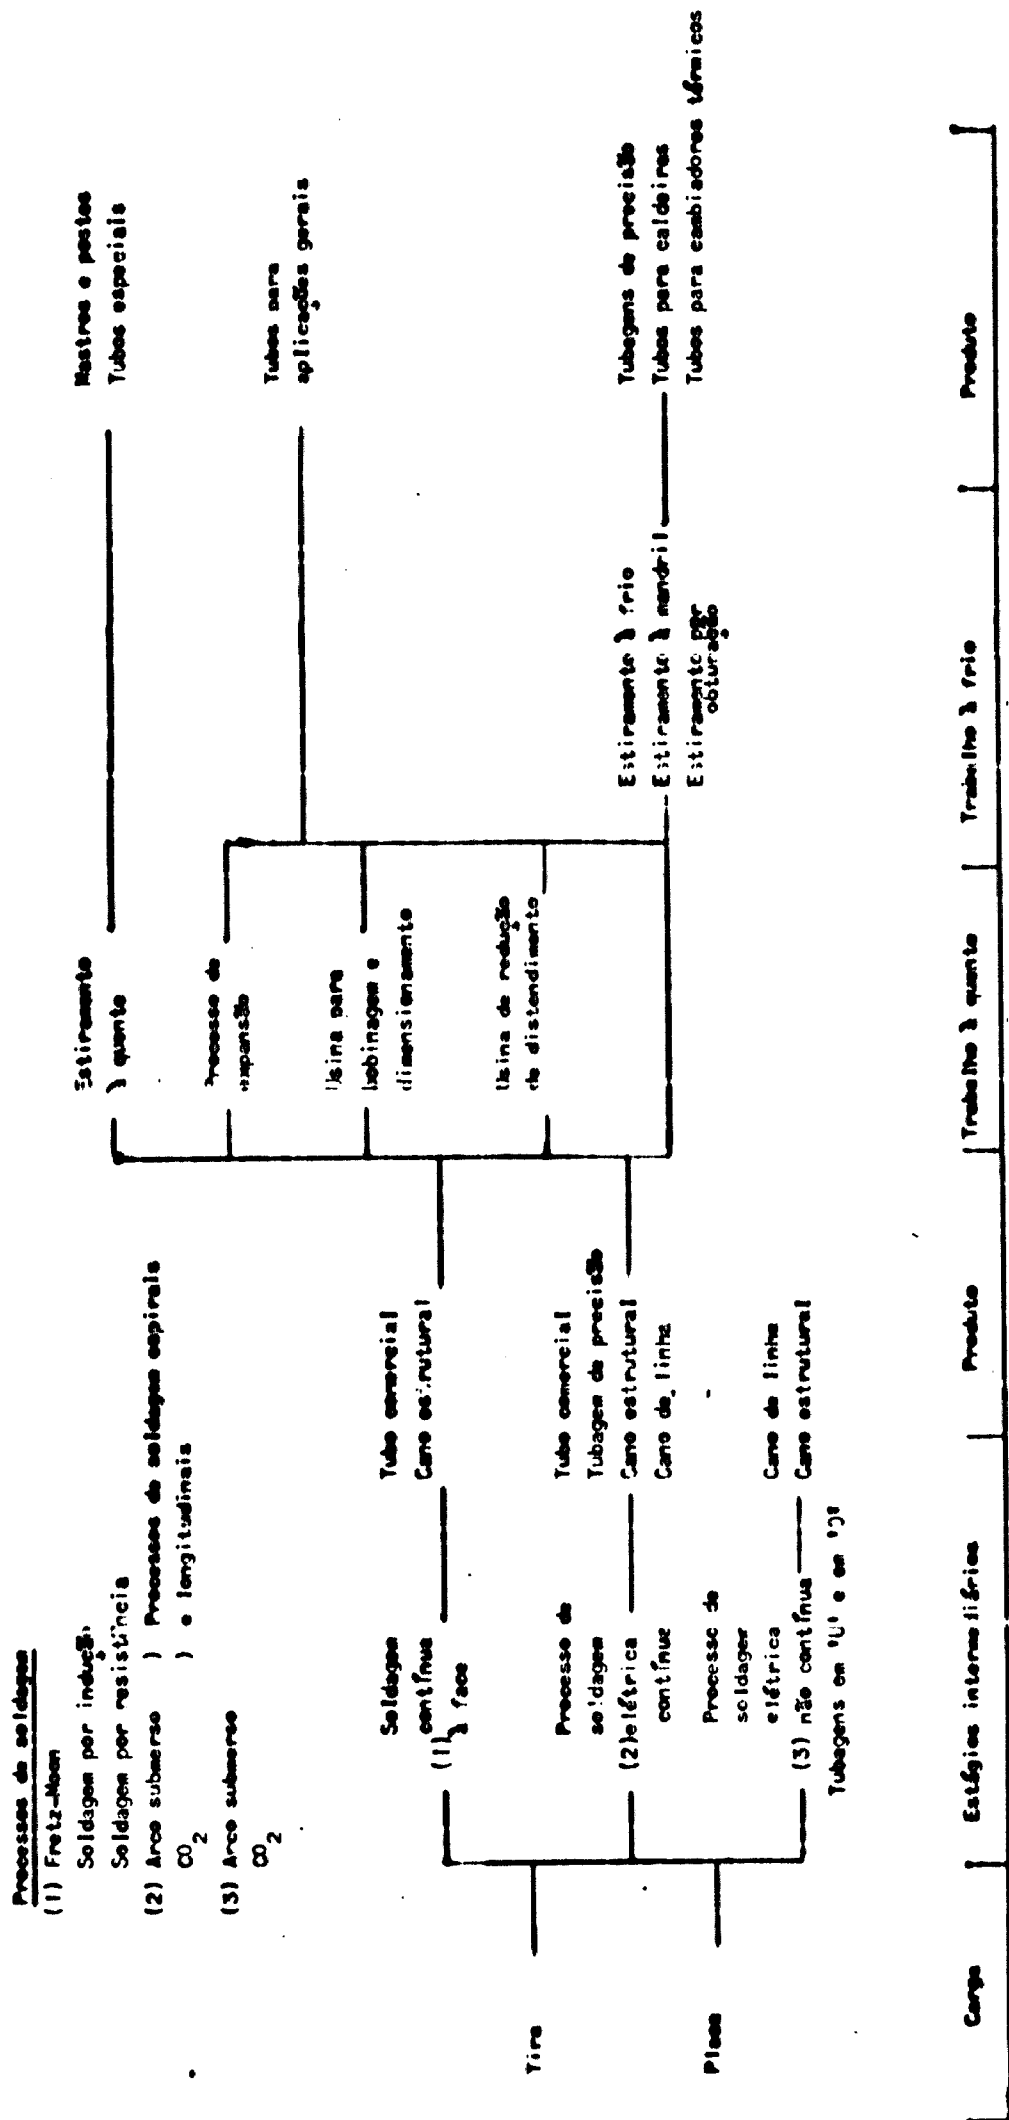 Processos de soldagem
(1) Fretz-Moon
Soldagem por indução
Soldagem por resistência
(2) Arco submerso ) Processos de soldagem espirais
CO2 ) e longitudinais
(3) Arco submerso
CO2
Tira
Placa
Soldagem
contínua
(1) à face
Processo de
soldagem
(2) elétrica
contínua
Processo de
soldagem
elétrica
(3) não contínua
Tubagens em 'U' e em 'O'
Tubo comercial
Cano estrutural
Tubo comercial
Tubagem de precisão
Cano estrutural
Cano de linha
Cano de linha
Cano estrutural
Estiramento
à quente
Processo de
expansão
Usina para
bobinagem e
dimensionamento
Usina de redução
de distendimento
Estiramento à frio
Estiramento à mandril
Estiramento por
obturação
Mastros e postes
Tubos especiais
Tubos para
aplicações gerais
Tubagens de precisão
Tubos para caldeiras
Tubos para cambiadores térmicos
Carga
Estágios intermediários
Produto
Trabalho à quente
Trabalho à frio
Produto